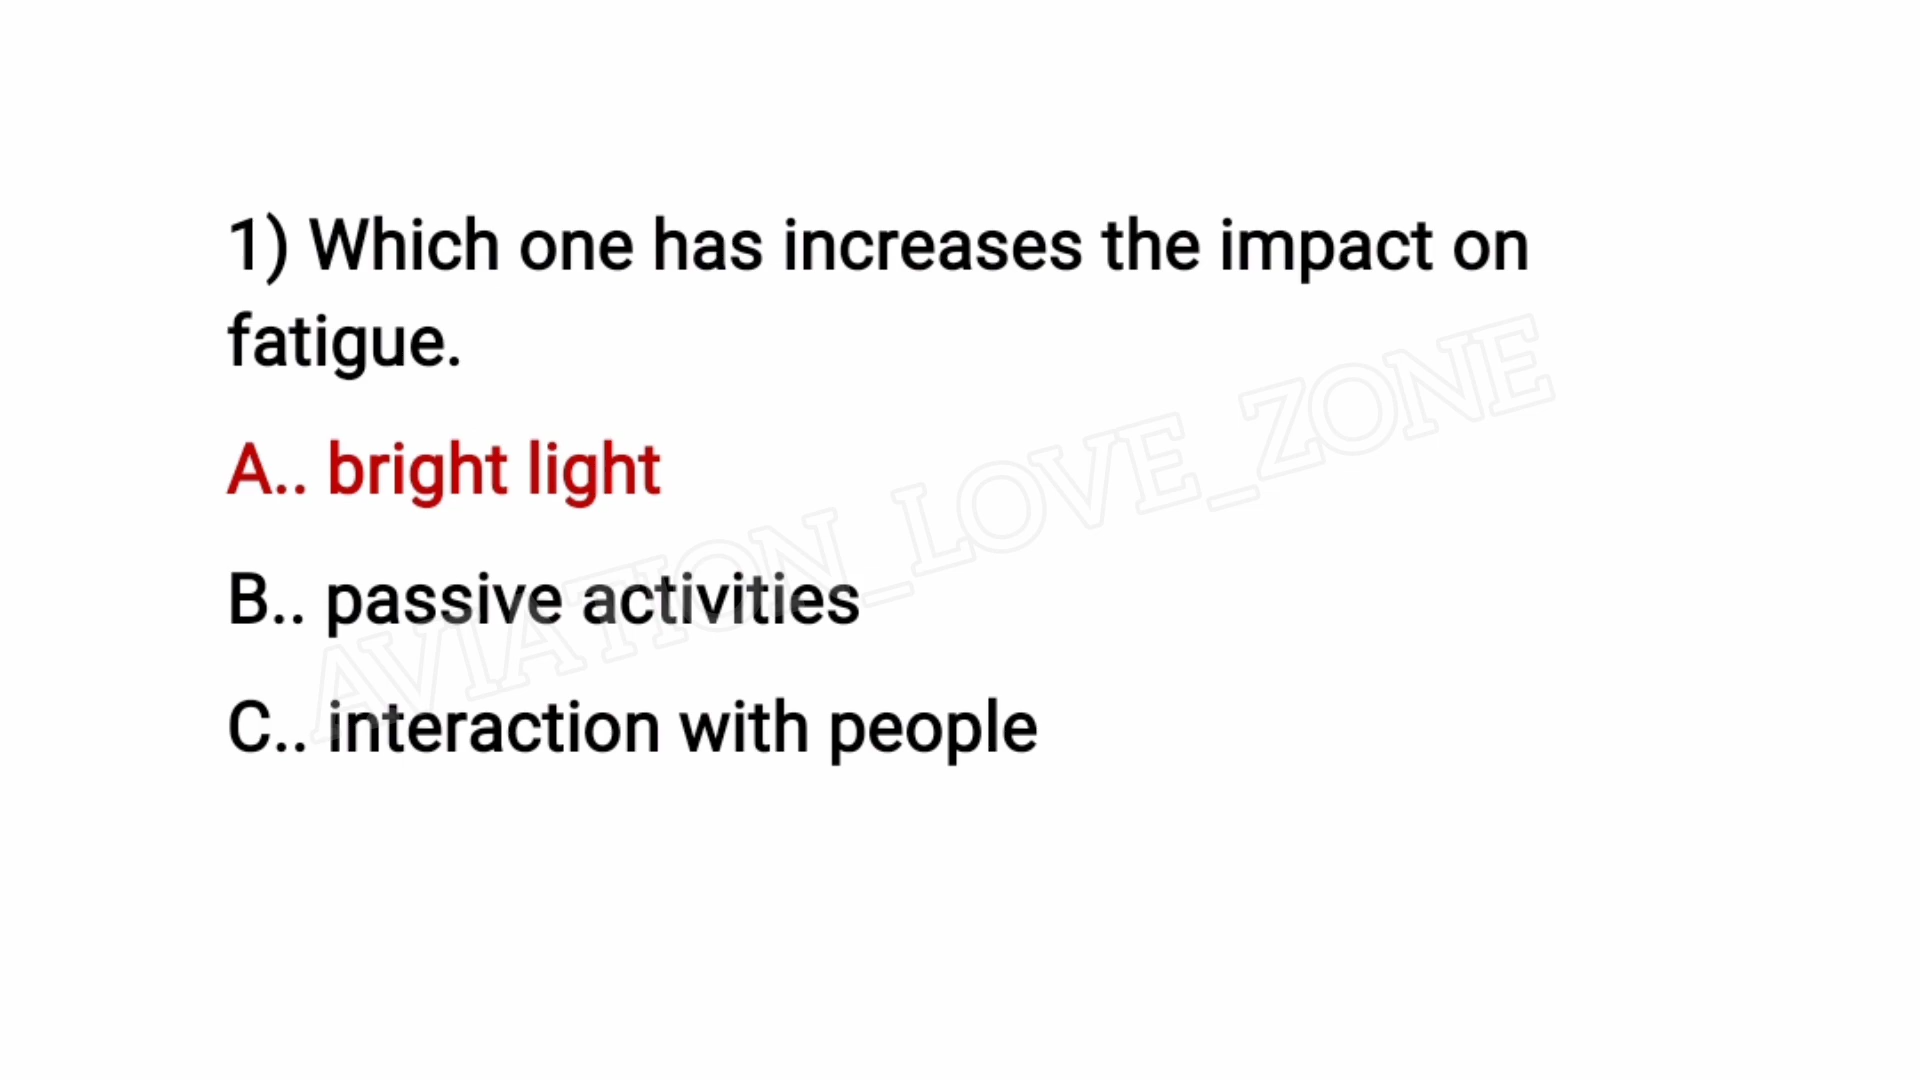 1) Which one has increases the impact on
fatigue.
A.. bright light
B.. passive activities
C.. interaction with people
AVIATION_LOVE_ZONE